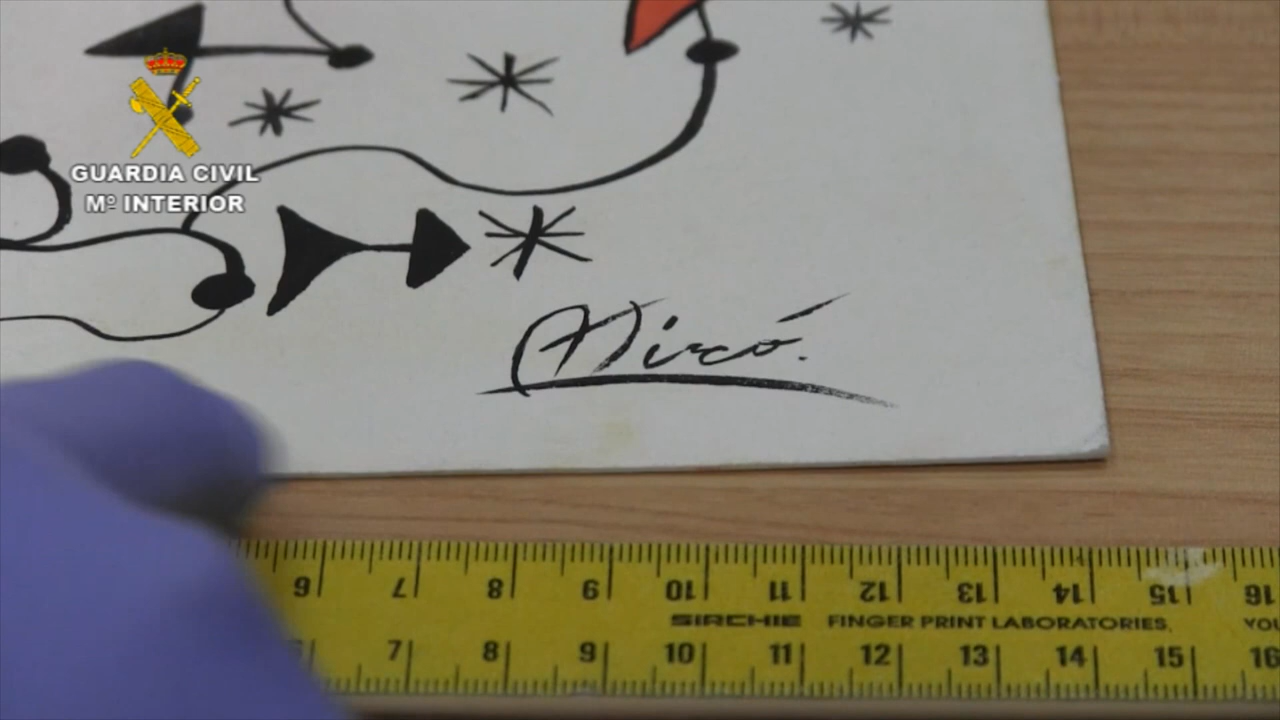 GUARDIA CIVIL
Mº INTERIOR
Miró.
6 7 8 9 10 11 12 13 14 15 16
SIRCHIE FINGER PRINT LABORATORIES, YOU
7 8 9 10 11 12 13 14 15 16